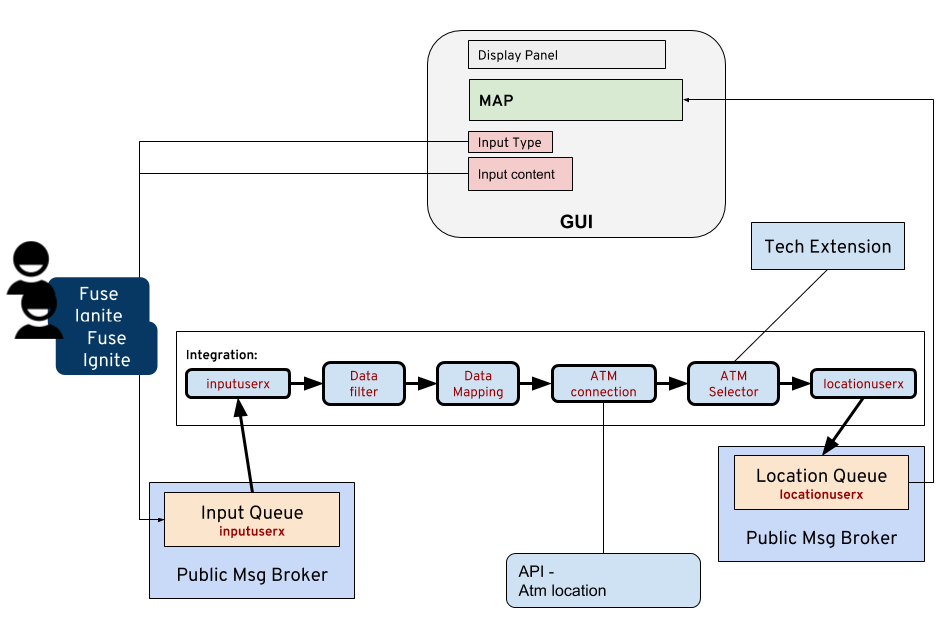 Display Panel
MAP
Input Type
Input content
GUI
Tech Extension
Fuse
Ignite
Fuse
Ignite
Integration:
inputuserx
Data
filter
Data
Mapping
ATM
connection
ATM
Selector
locationuserx
Input Queue
inputuserx
Public Msg Broker
Location Queue
locationuserx
Public Msg Broker
API -
Atm location